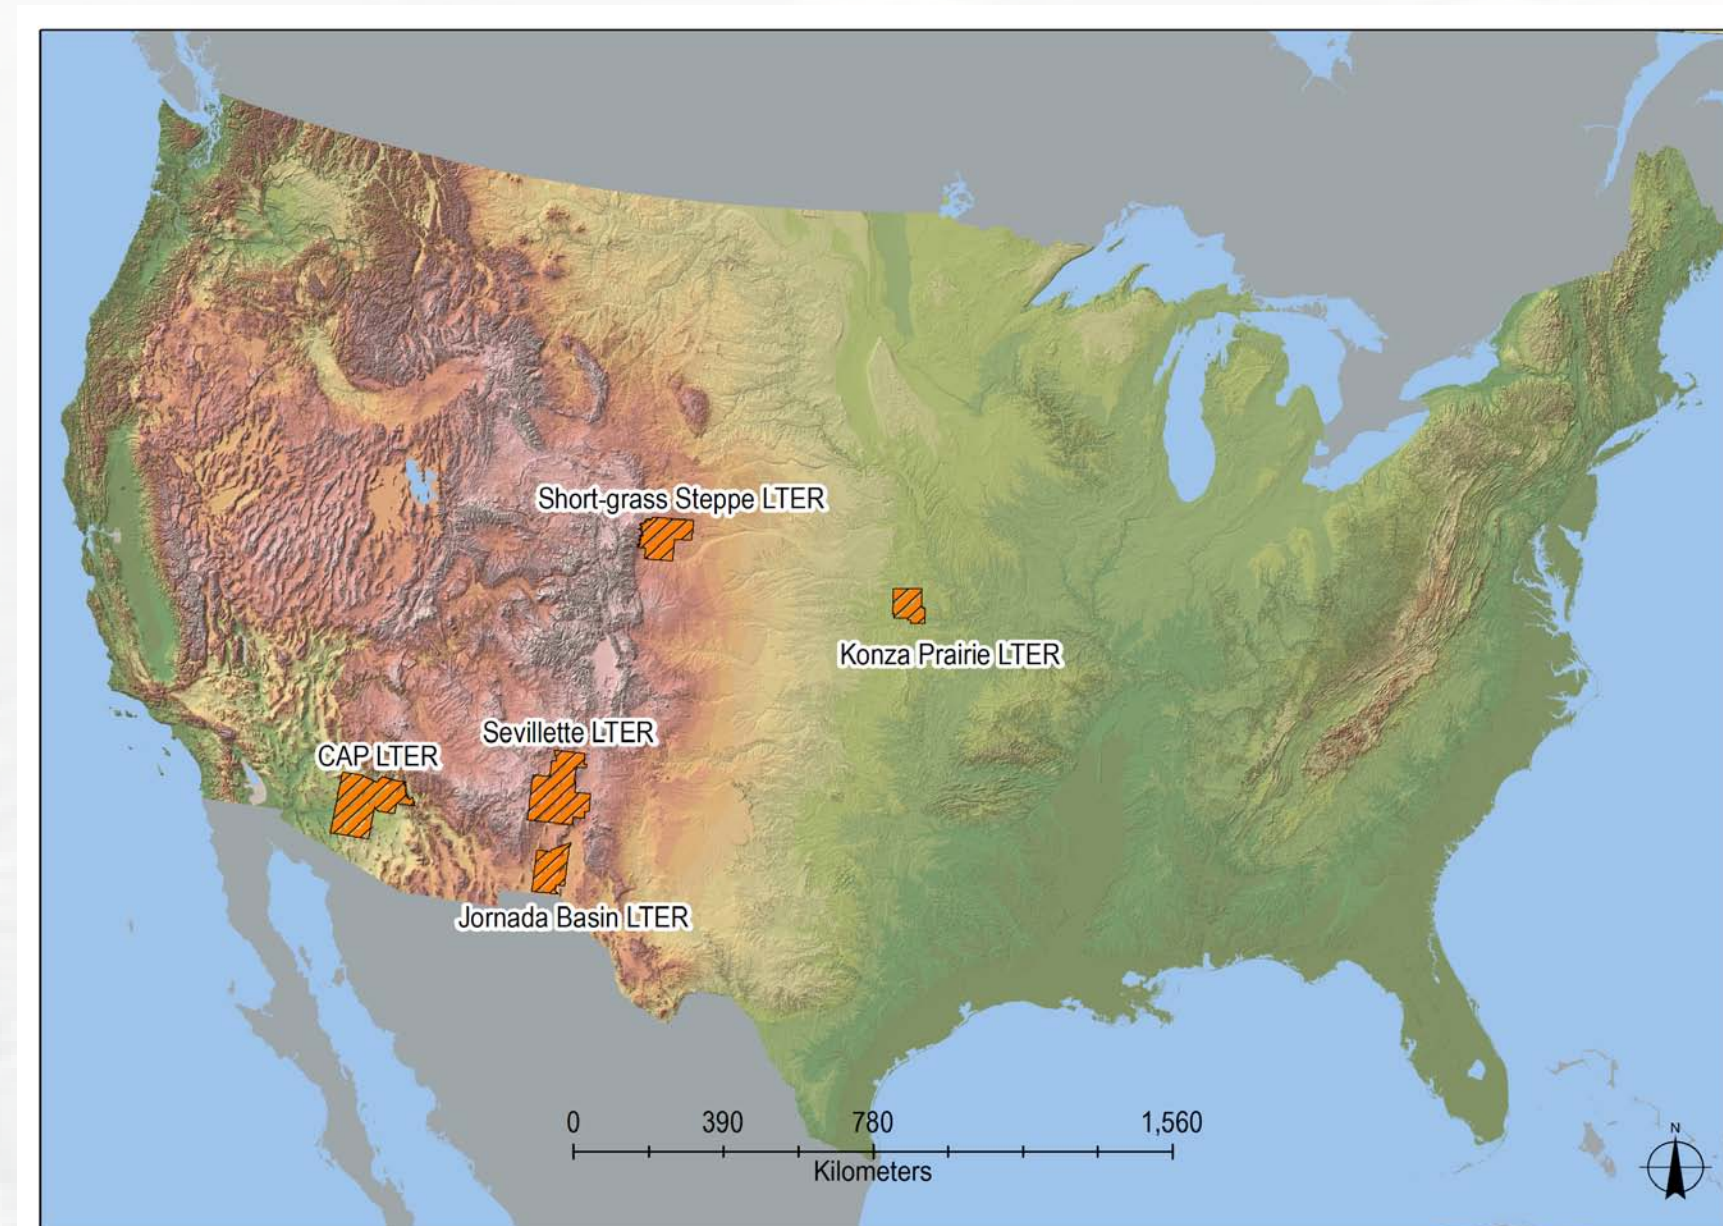 Short-grass Steppe LTER
Konza Prairie LTER
Sevillette LTER
CAP LTER
Jornada Basin LTER
0 390 780 1,560
Kilometers
N